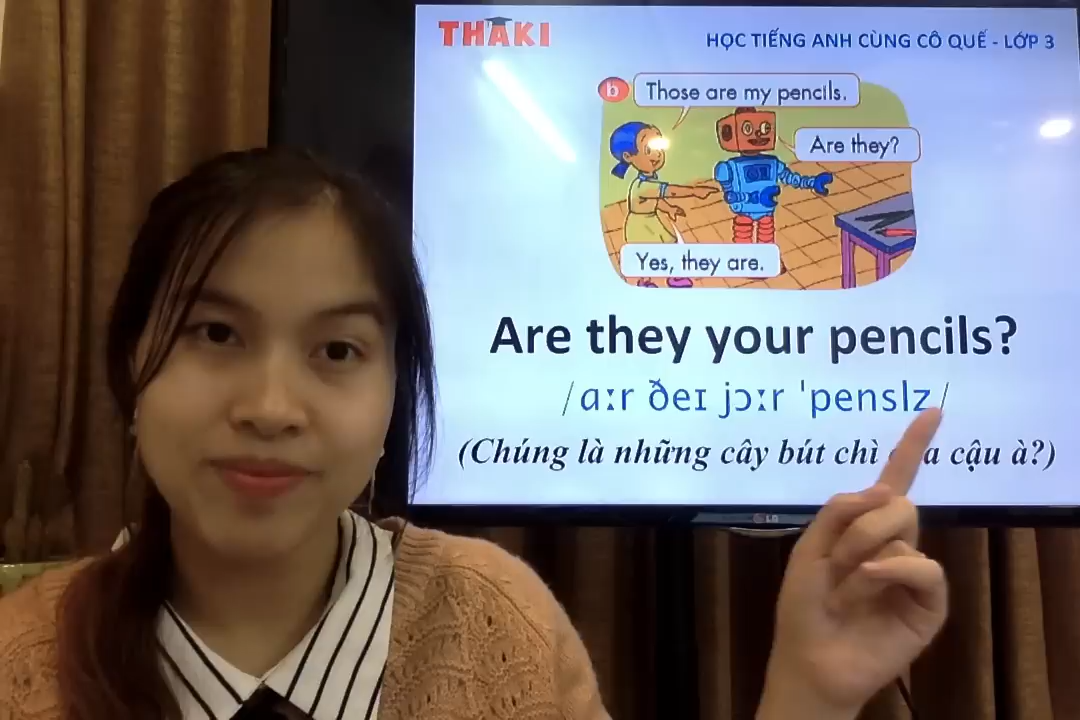 THAKI
HỌC TIẾNG ANH CÙNG CÔ QUẾ - LỚP 3
b
Those are my pencils.
Are they?
Yes, they are.
Are they your pencils?
/ɑːr ðeɪ jɔːr ˈpenslz/
(Chúng là những cây bút chì a cậu à?)
LG